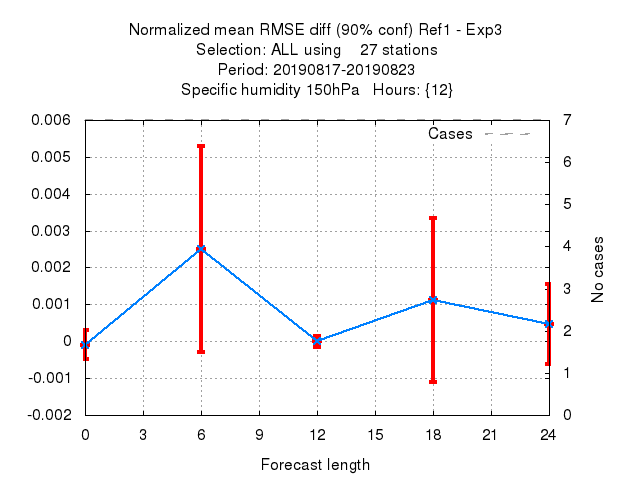 Normalized mean RMSE diff (90% conf) Ref1 - Exp3
Selection: ALL using 27 stations
Period: 20190817-20190823
Specific humidity 150hPa Hours: {12}
Cases
0.006
0.005
0.004
0.003
0.002
0.001
0
-0.001
-0.002
7
6
5
4
3
2
1
0
No cases
0 3 6 9 12 15 18 21 24
Forecast length